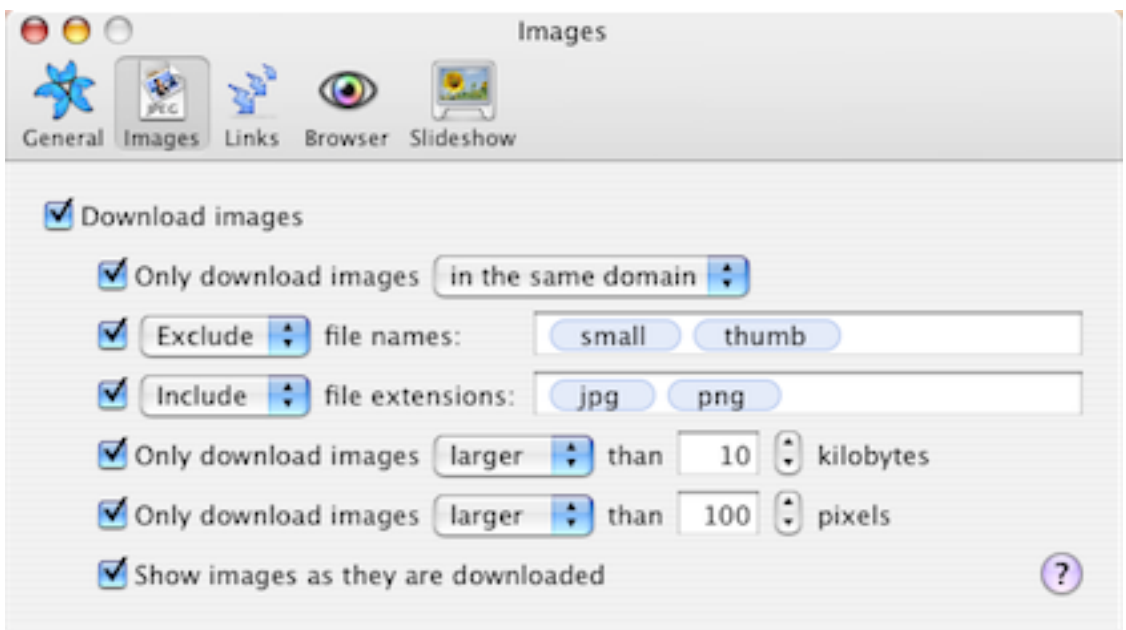 Images
JPEG
General Images Links Browser Slideshow
Download images
Only download images in the same domain
Exclude file names: small thumb
Include file extensions: jpg png
Only download images larger than 10 kilobytes
Only download images larger than 100 pixels
Show images as they are downloaded ?